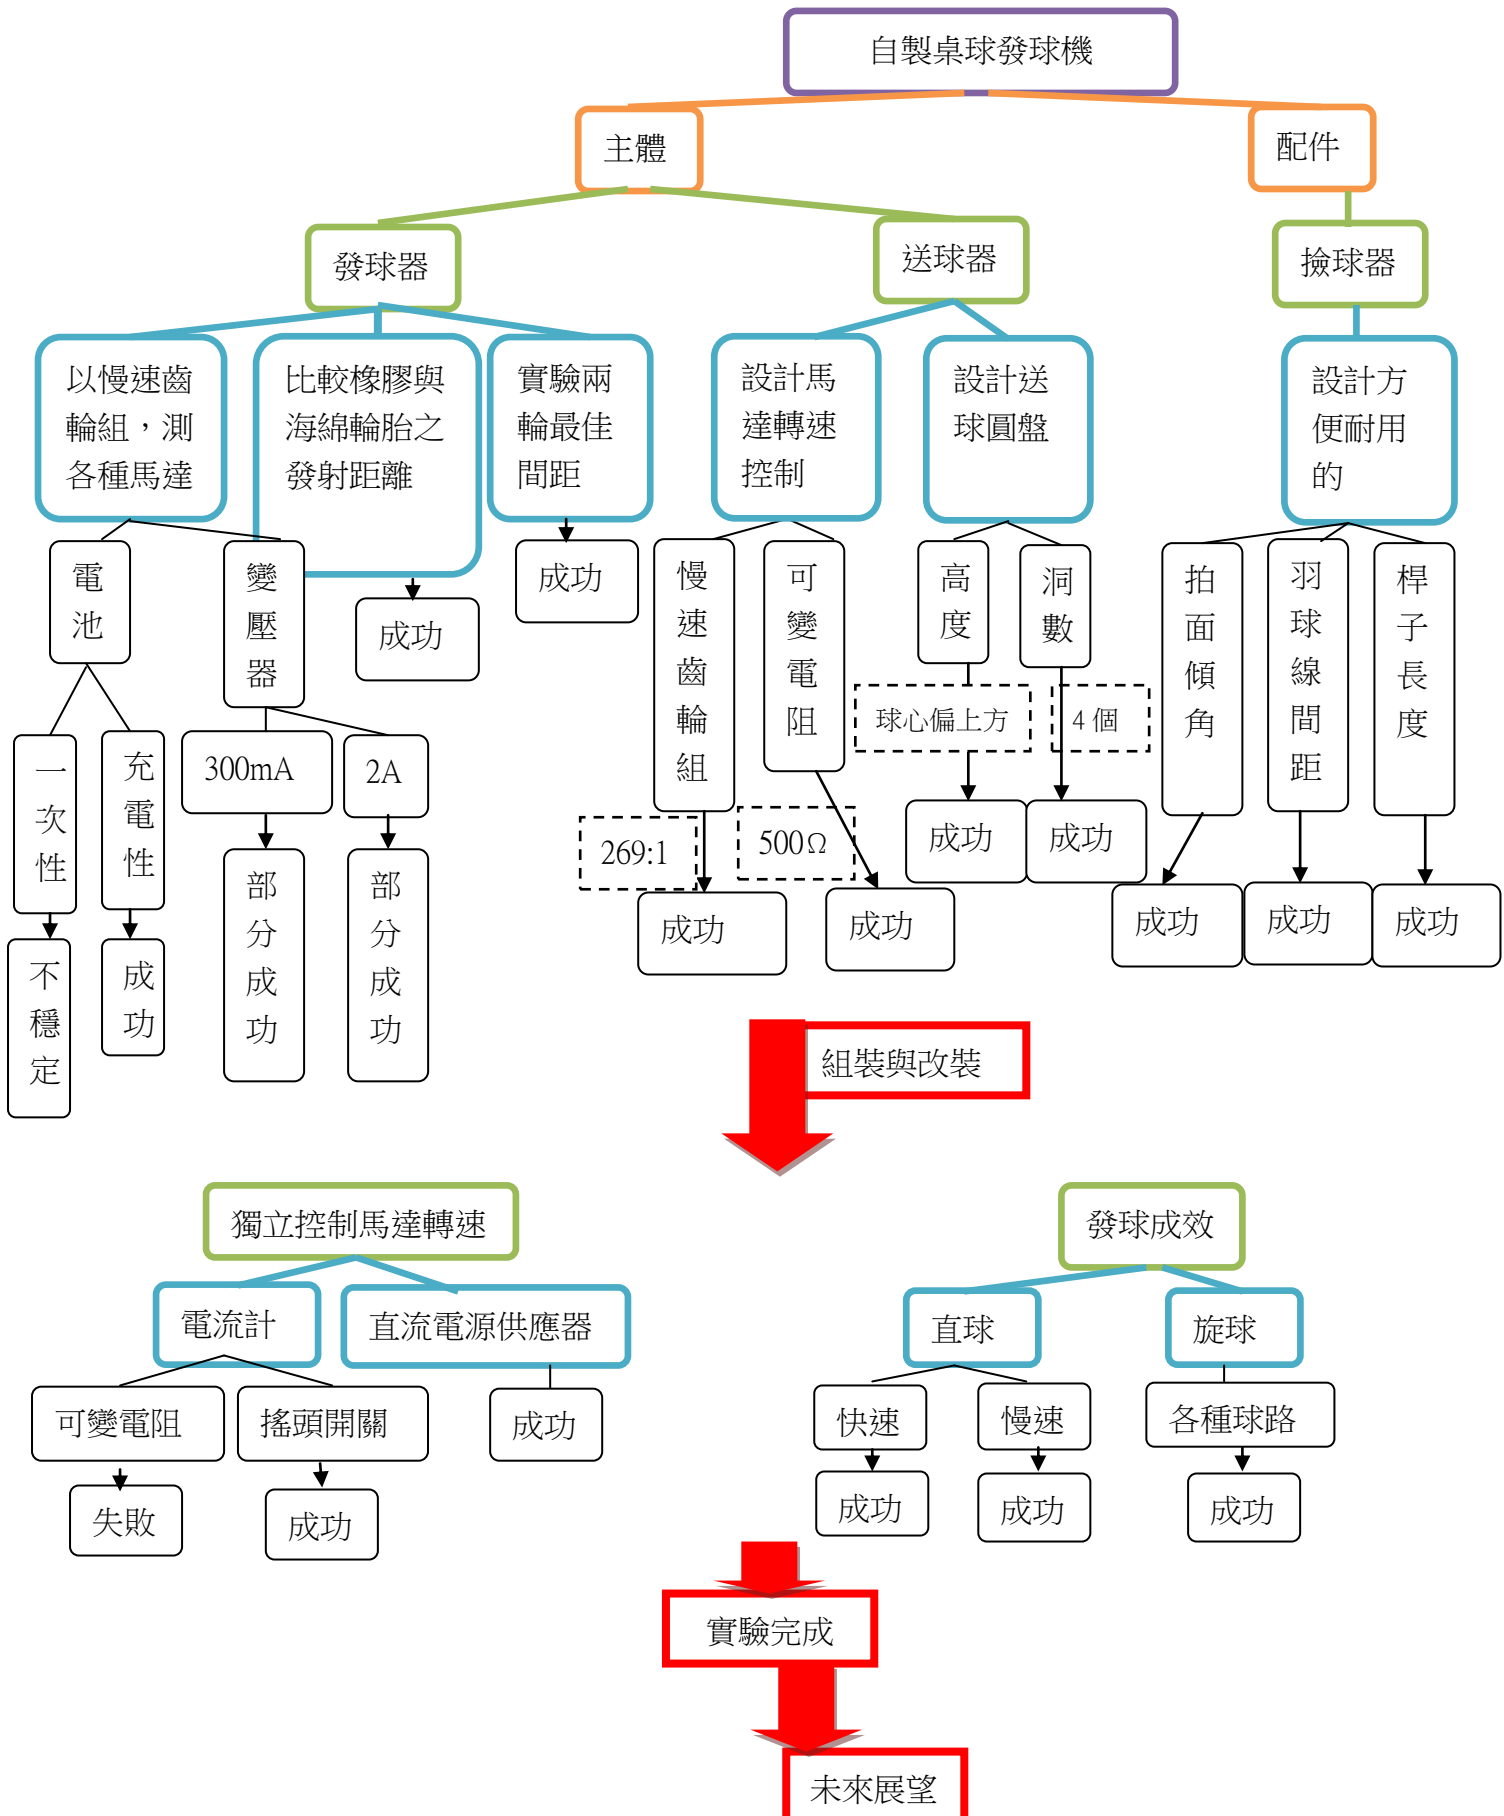 自製桌球發球機
主體
配件
發球器
送球器
撿球器
以慢速齒
輪組，測
各種馬達
比較橡膠與
海綿輪胎之
發射距離
實驗兩
輪最佳
間距
設計馬
達轉速
控制
設計送
球圓盤
設計方
便耐用
的
電池
變壓器
成功
成功
慢速齒輪組
可變電阻
高度
洞數
拍面傾角
羽球線間距
桿子長度
一次性
充電性
300mA
2A
球心偏上方
4 個
269:1
500Ω
不穩定
成功
部分成功
部分成功
成功
成功
成功
成功
成功
成功
成功
組裝與改裝
獨立控制馬達轉速
發球成效
電流計
直流電源供應器
直球
旋球
可變電阻
搖頭開關
成功
快速
慢速
各種球路
失敗
成功
成功
成功
成功
實驗完成
未來展望